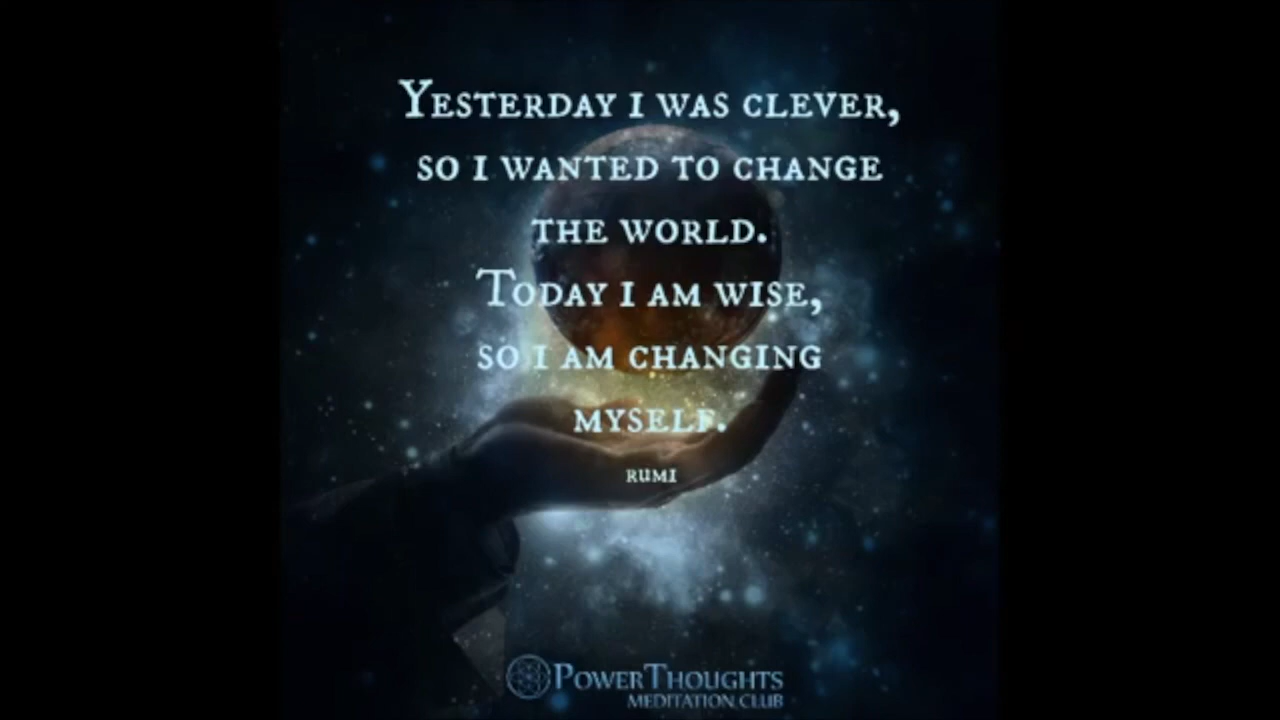 Yesterday I was clever,
so I wanted to change
the world.
Today I am wise,
so I am changing
myself.
Rumi
PowerThoughts
Meditation Club